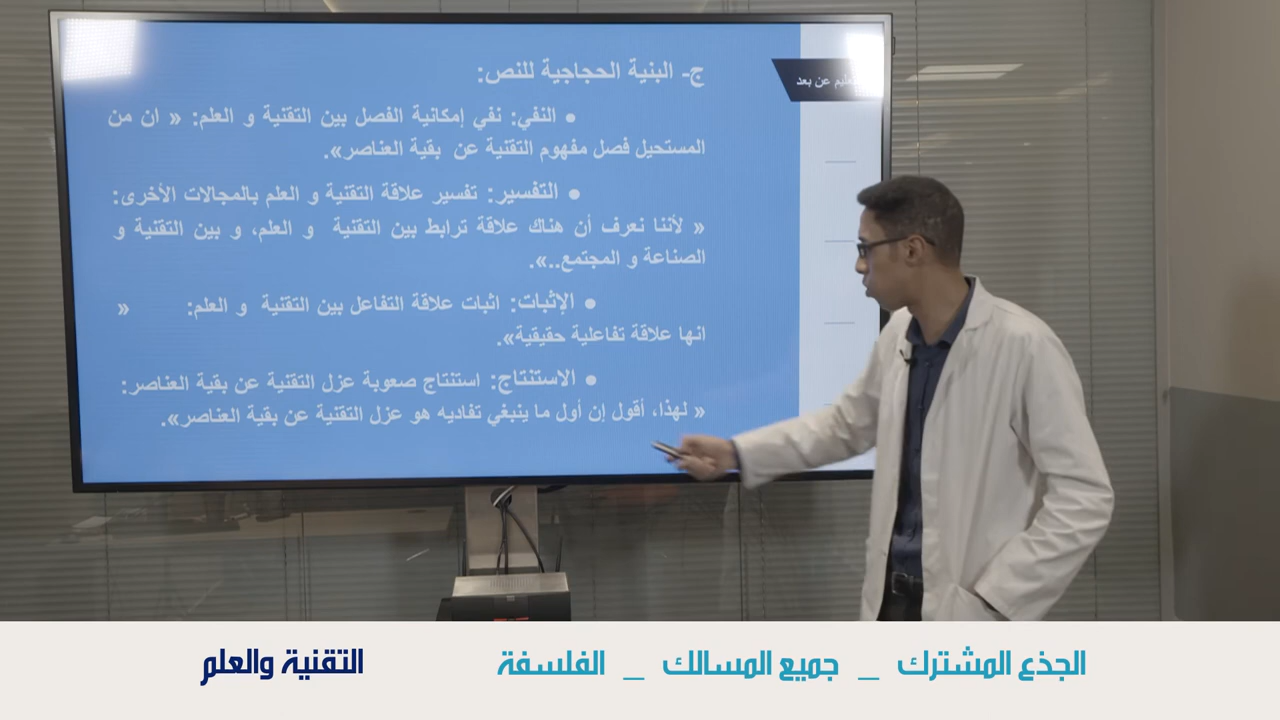 ج- البنية الحجاجية للنص:
• النفي: نفي إمكانية الفصل بين التقنية و العلم: « ان من
المستحيل فصل مفهوم التقنية عن بقية العناصر».
• التفسير: تفسير علاقة التقنية و العلم بالمجالات الأخرى:
« لأننا نعرف أن هناك علاقة ترابط بين التقنية و العلم، و بين التقنية و
الصناعة و المجتمع..».
• الإثبات: اثبات علاقة التفاعل بين التقنية و العلم: «
انها علاقة تفاعلية حقيقية».
• الاستنتاج: استنتاج صعوبة عزل التقنية عن بقية العناصر:
« لهذا، أقول إن أول ما ينبغي تفاديه هو عزل التقنية عن بقية العناصر».
عن بعد
الجذع المشترك _ جميع المسالك _ الفلسفة
التقنية والعلم